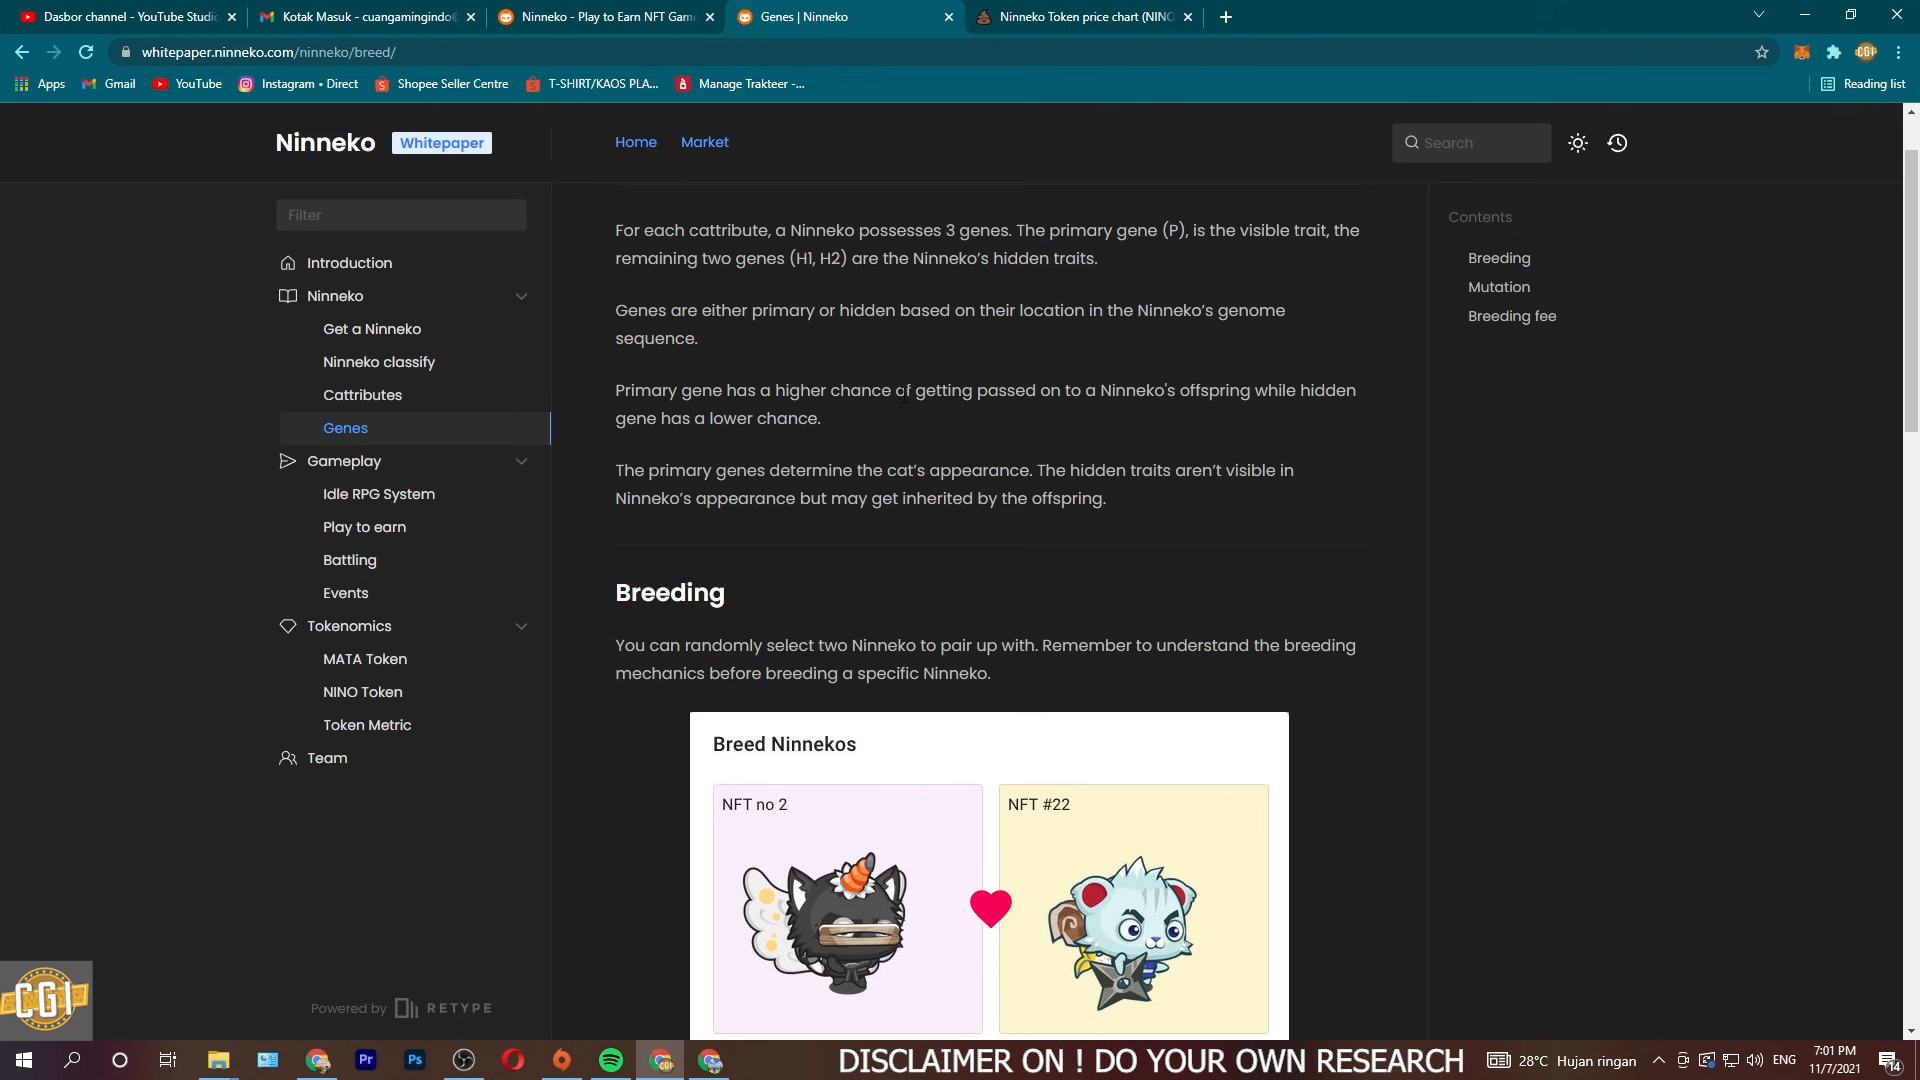 Dasbor channel - YouTube Studi
Kotak Masuk - cuangamingindo@
Ninneko - Play to Earn NFT Game
Genes | Ninneko
Ninneko Token price chart (NINO
whitepaper.ninneko.com/ninneko/breed/
Apps
Gmail
YouTube
Instagram • Direct
Shopee Seller Centre
T-SHIRT/KAOS PLA...
Manage Trakteer -...
Reading list
Ninneko
Whitepaper
Home
Market
Search
Filter
Introduction
Ninneko
Get a Ninneko
Ninneko classify
Cattributes
Genes
Gameplay
Idle RPG System
Play to earn
Battling
Events
Tokenomics
MATA Token
NINO Token
Token Metric
Team
Powered by RETYPE
For each cattribute, a Ninneko possesses 3 genes. The primary gene (P), is the visible trait, the
remaining two genes (H1, H2) are the Ninneko’s hidden traits.
Genes are either primary or hidden based on their location in the Ninneko’s genome
sequence.
Primary gene has a higher chance of getting passed on to a Ninneko's offspring while hidden
gene has a lower chance.
The primary genes determine the cat’s appearance. The hidden traits aren’t visible in
Ninneko’s appearance but may get inherited by the offspring.
Breeding
You can randomly select two Ninneko to pair up with. Remember to understand the breeding
mechanics before breeding a specific Ninneko.
Breed Ninnekos
NFT no 2
NFT #22
Contents
Breeding
Mutation
Breeding fee
CGI
Pr
Ps
DISCLAIMER ON ! DO YOUR OWN RESEARCH
28°C Hujan ringan
ENG
7:01 PM
11/7/2021
14